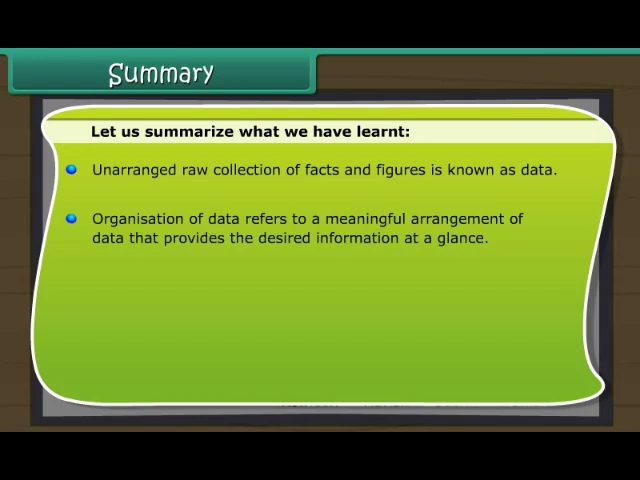 Summary
Let us summarize what we have learnt:
Unarranged raw collection of facts and figures is known as data.
Organisation of data refers to a meaningful arrangement of
data that provides the desired information at a glance.